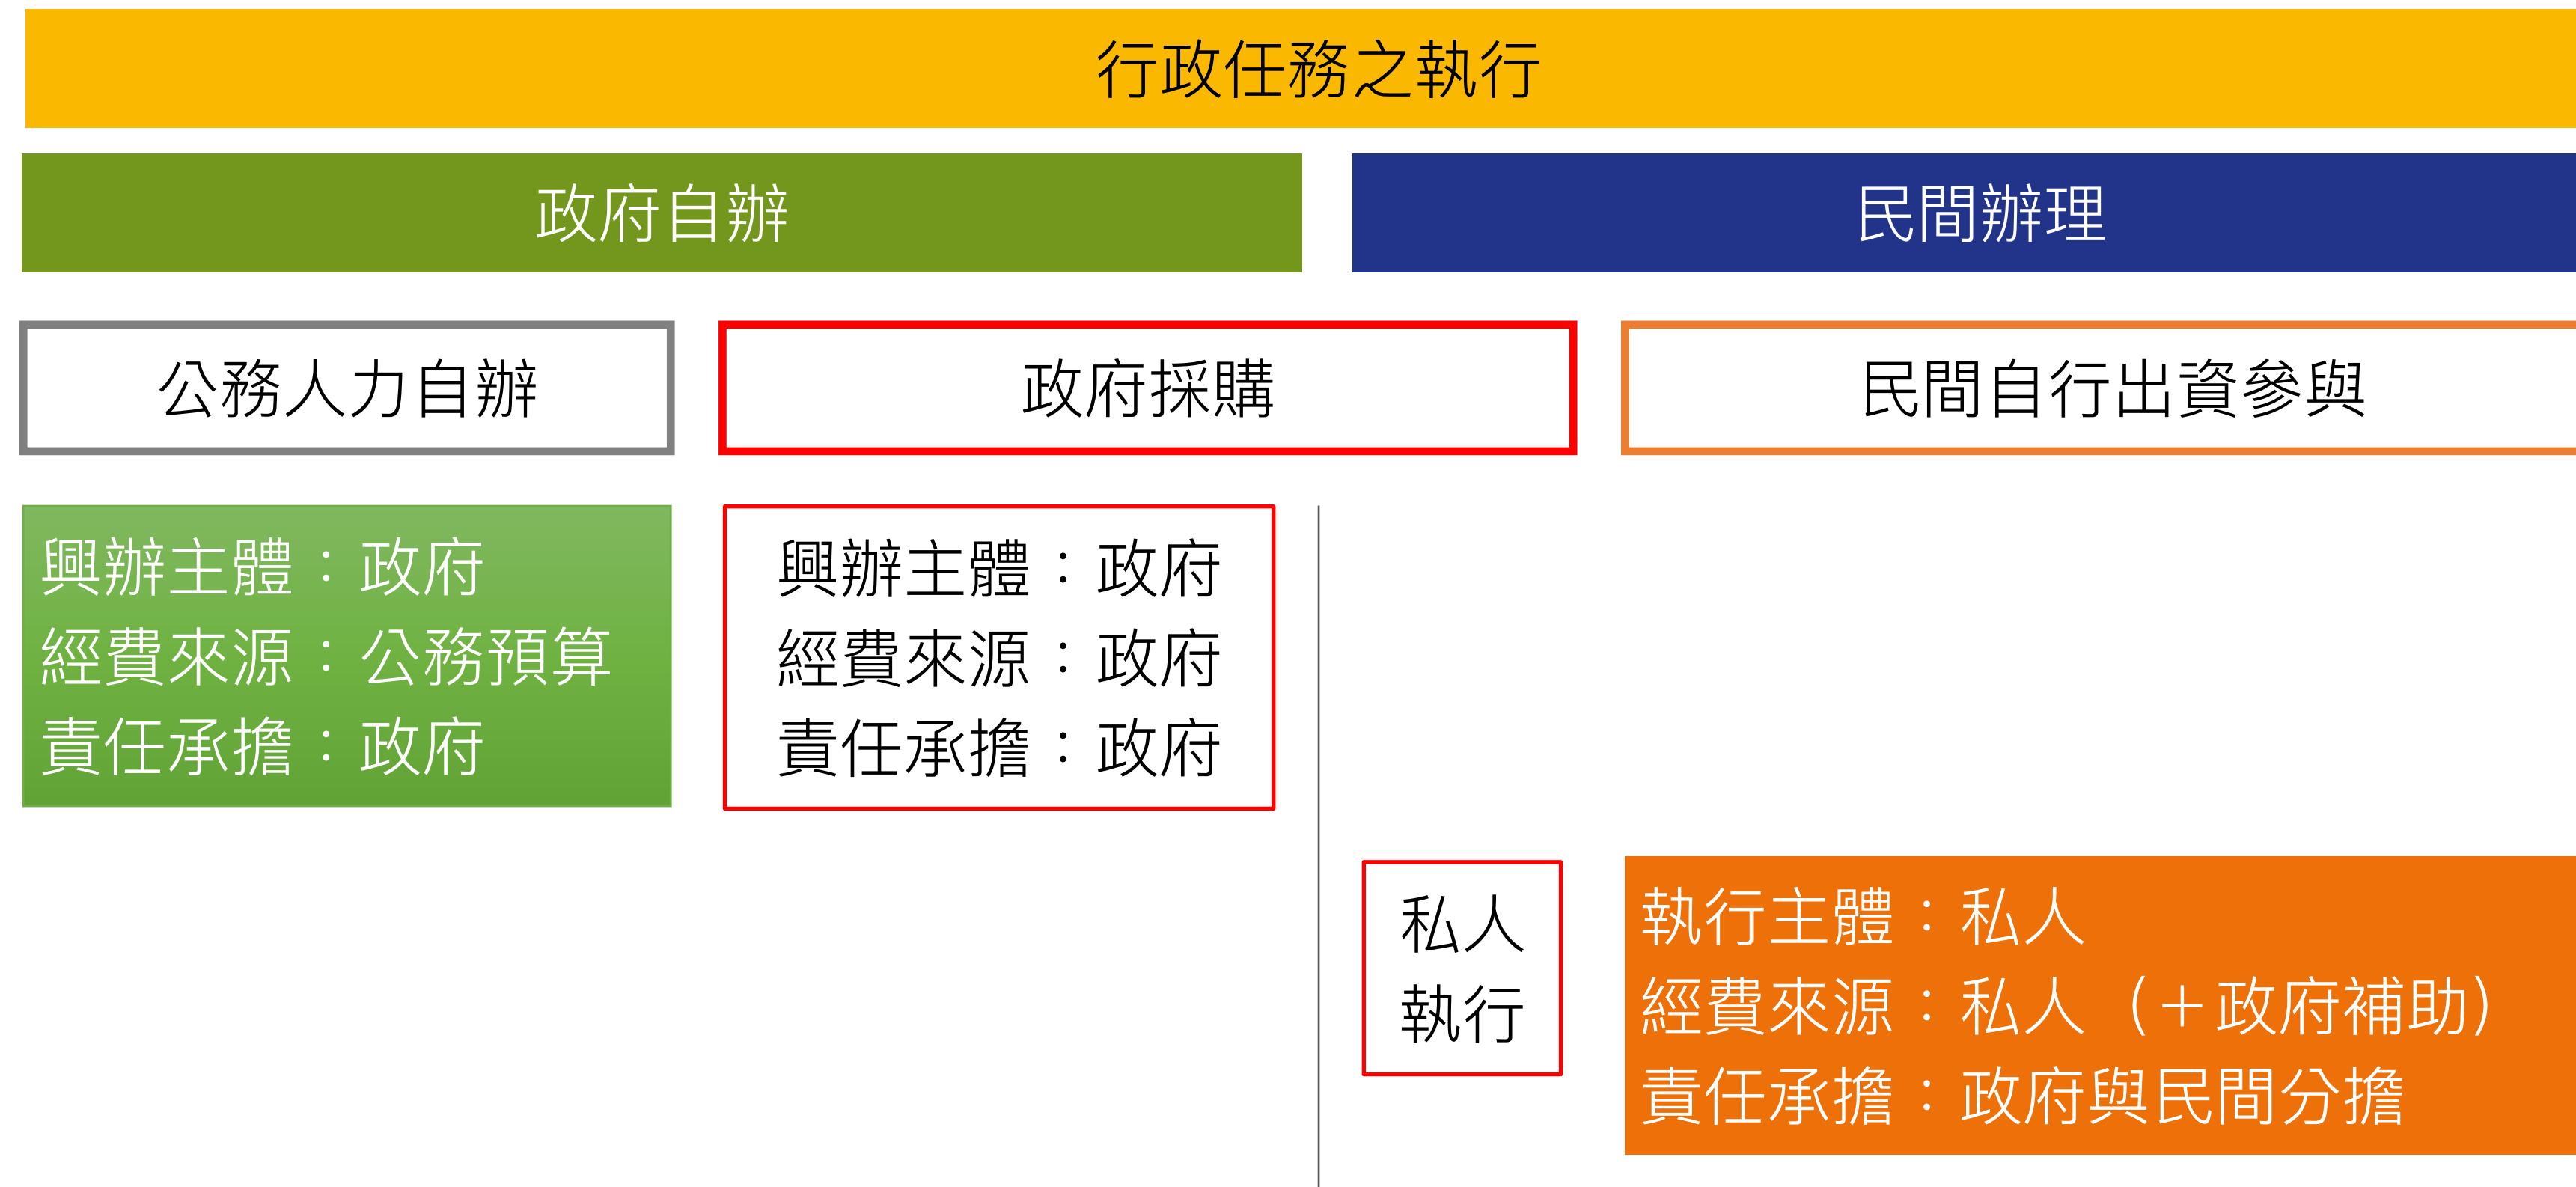 行政任務之執行
政府自辦
民間辦理
公務人力自辦
政府採購
民間自行出資參與
興辦主體：政府
經費來源：公務預算
責任承擔：政府
興辦主體：政府
經費來源：政府
責任承擔：政府
私人
執行
執行主體：私人
經費來源：私人（＋政府補助）
責任承擔：政府與民間分擔